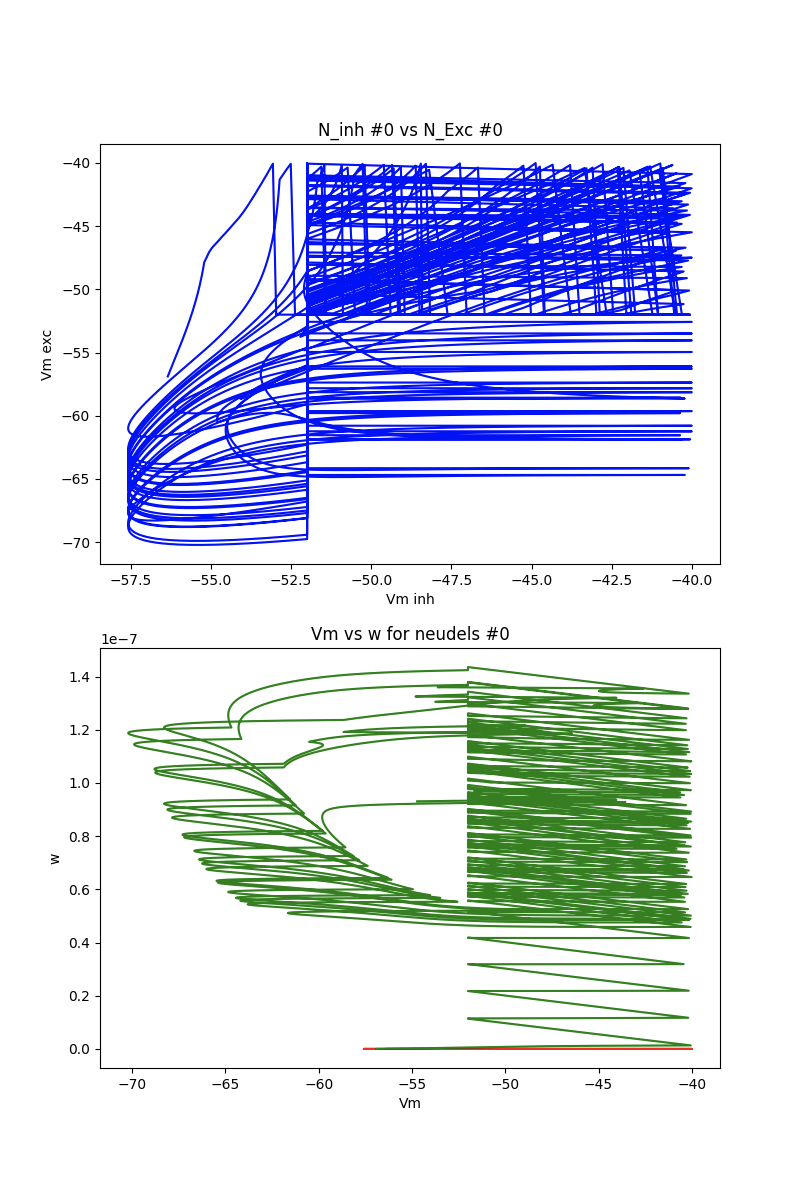 N_inh #0 vs N_Exc #0
−40
−45
−50
−55
−60
−65
−70
Vm exc
−57.5 −55.0 −52.5 −50.0 −47.5 −45.0 −42.5 −40.0
Vm inh
Vm vs w for neudels #0
1e−7
1.4
1.2
1.0
0.8
0.6
0.4
0.2
0.0
w
−70 −65 −60 −55 −50 −45 −40
Vm